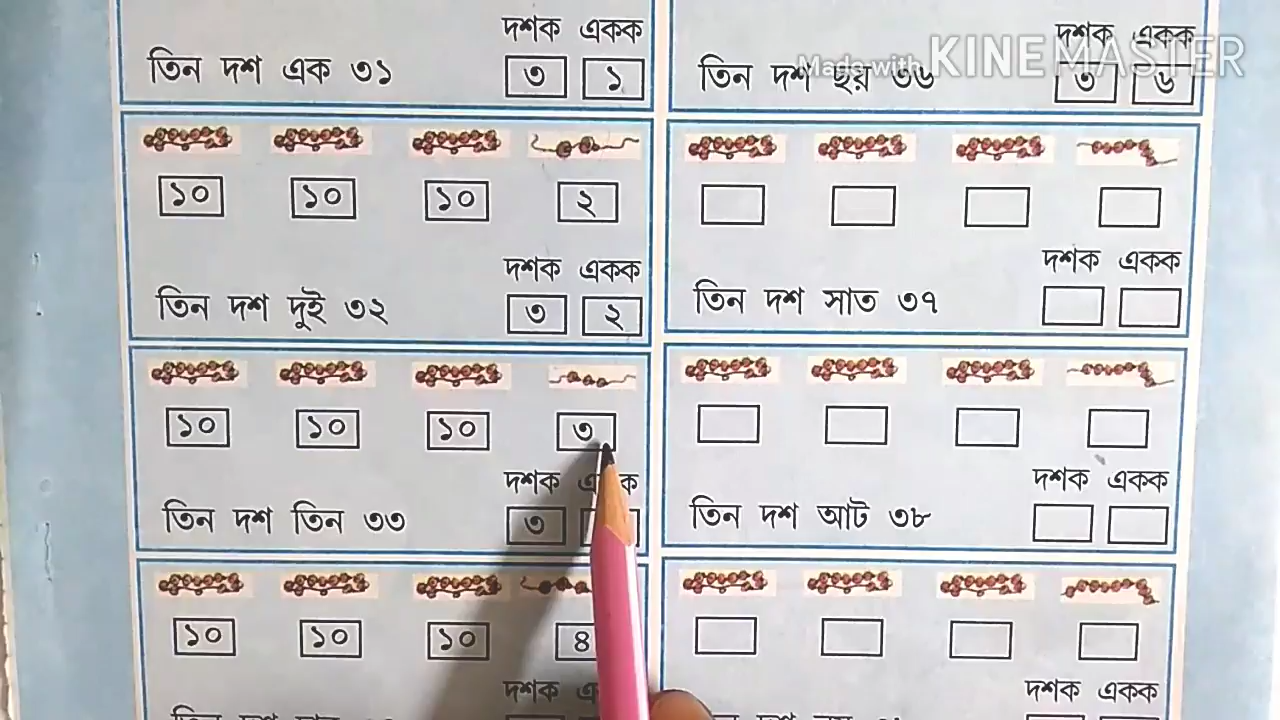 দশক একক
তিন দশ এক ৩১ ৩ ১
১০ ১০ ১০ ২
দশক একক
তিন দশ দুই ৩২ ৩ ২
১০ ১০ ১০ ৩
দশক একক
তিন দশ তিন ৩৩ ৩
১০ ১০ ১০ ৪
দশক
দশক একক
Made with KINEMASTER
তিন দশ ছয় ৩৬ ৩ ৬
দশক একক
তিন দশ সাত ৩৭
দশক একক
তিন দশ আট ৩৮
দশক একক